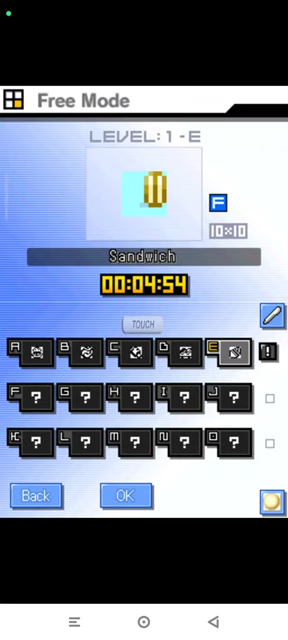 Free Mode
LEVEL:1-E
F
10×10
Sandwich
00:04:54
TOUCH
A B C D E !
F ? G ? H ? I ? J ?
K ? L ? M ? N ? O ?
Back OK